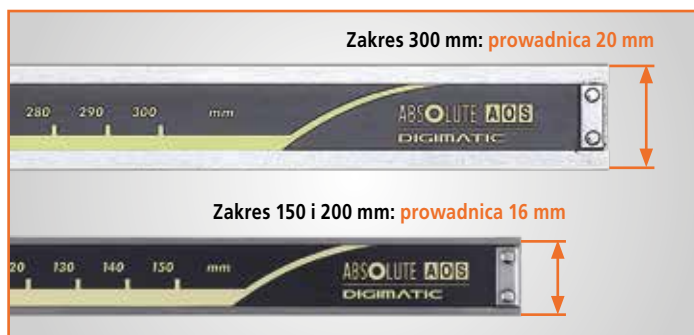 Zakres 300 mm: prowadnica 20 mm
280 290 300 mm
ABSOLUTE AOS
DIGIMATIC
Zakres 150 i 200 mm: prowadnica 16 mm
20 130 140 150 mm
ABSOLUTE AOS
DIGIMATIC